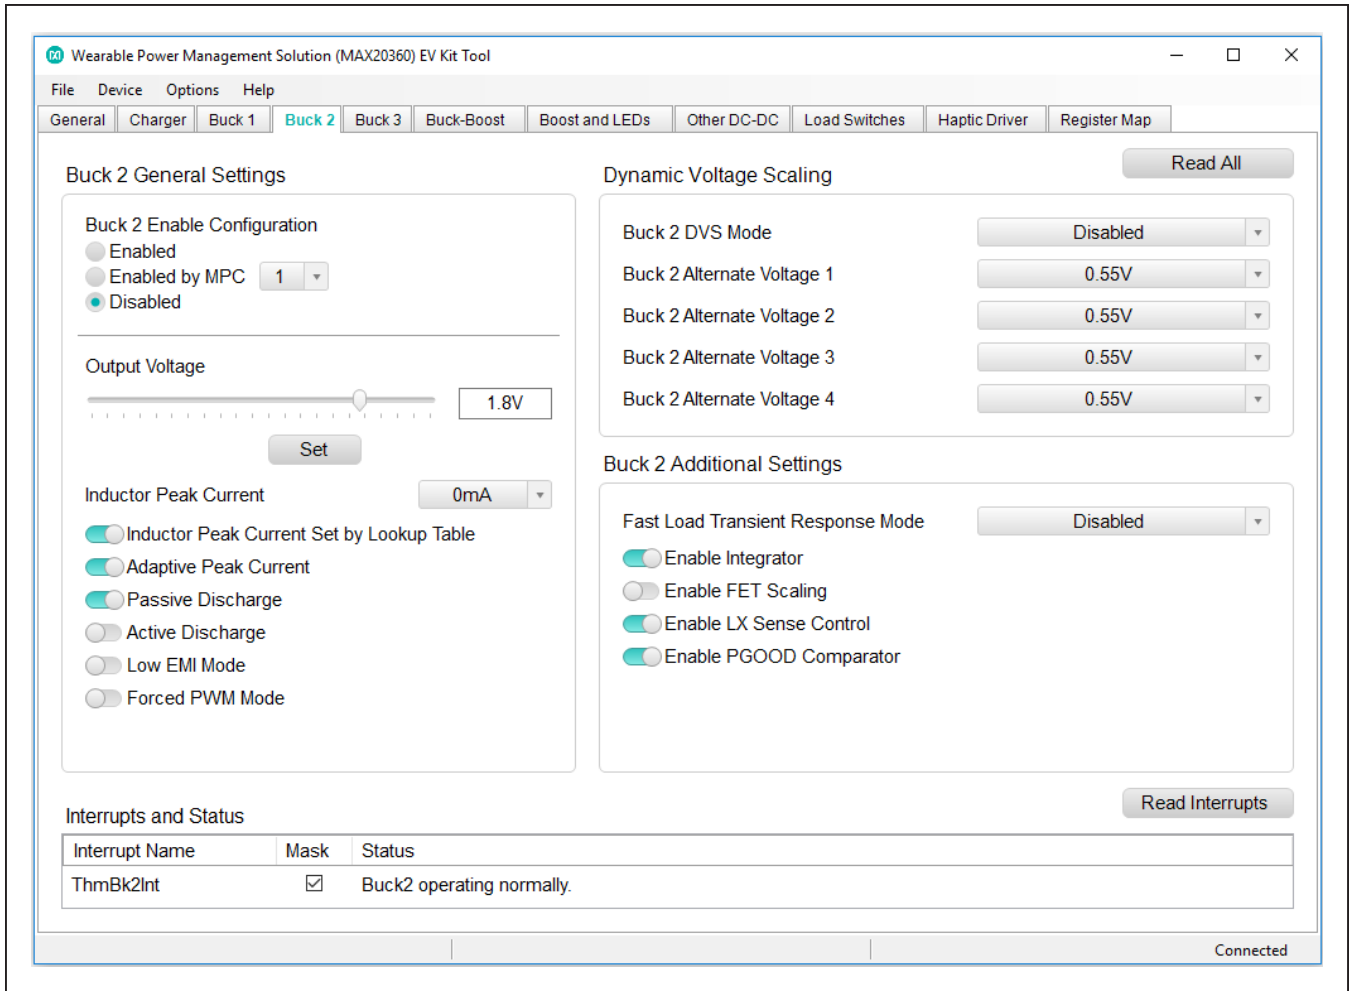 Wearable Power Management Solution (MAX20360) EV Kit Tool
File Device Options Help
General Charger Buck 1 Buck 2 Buck 3 Buck-Boost Boost and LEDs Other DC-DC Load Switches Haptic Driver Register Map
Read All
Buck 2 General Settings
Buck 2 Enable Configuration
Enabled
Enabled by MPC 1
Disabled
Output Voltage
1.8V
Set
Inductor Peak Current 0mA
Inductor Peak Current Set by Lookup Table
Adaptive Peak Current
Passive Discharge
Active Discharge
Low EMI Mode
Forced PWM Mode
Dynamic Voltage Scaling
Buck 2 DVS Mode Disabled
Buck 2 Alternate Voltage 1 0.55V
Buck 2 Alternate Voltage 2 0.55V
Buck 2 Alternate Voltage 3 0.55V
Buck 2 Alternate Voltage 4 0.55V
Buck 2 Additional Settings
Fast Load Transient Response Mode Disabled
Enable Integrator
Enable FET Scaling
Enable LX Sense Control
Enable PGOOD Comparator
Read Interrupts
Interrupts and Status
Interrupt Name Mask Status
ThmBk2Int Buck2 operating normally.
Connected